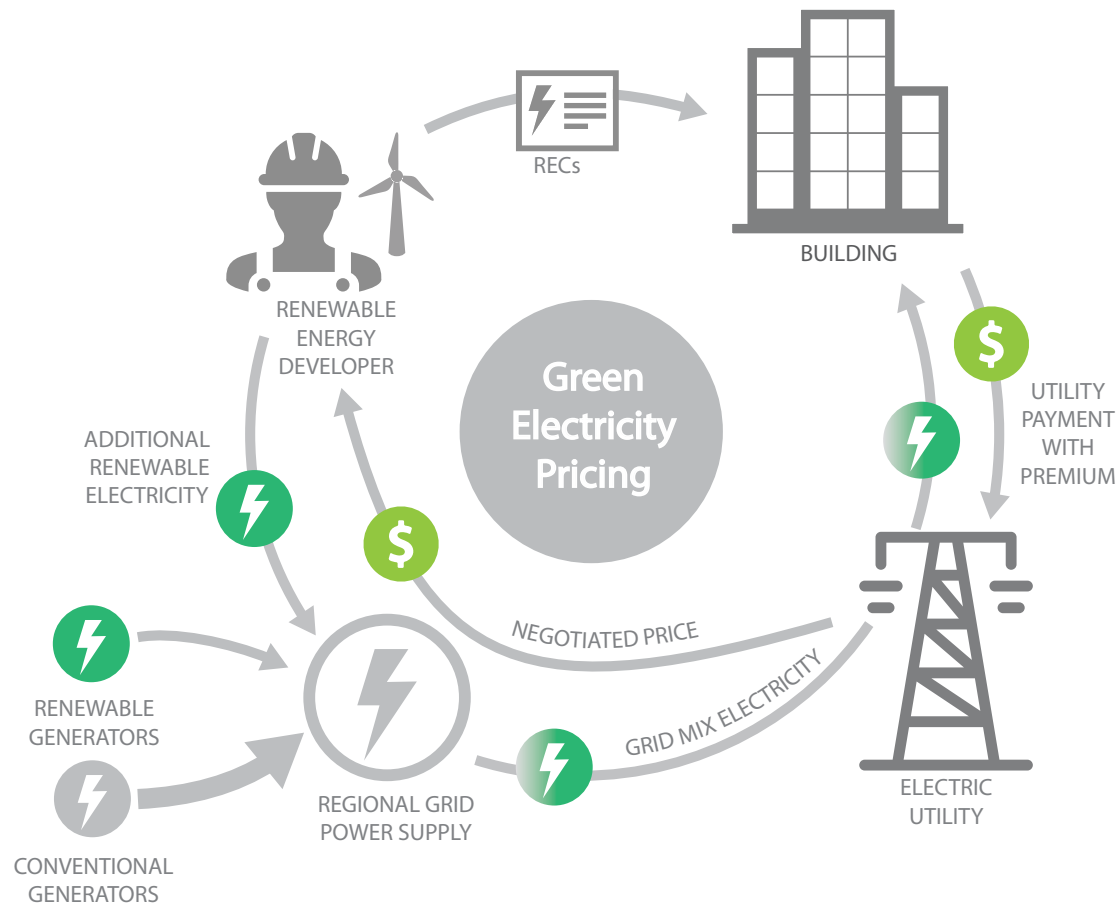 RECs
BUILDING
RENEWABLE
ENERGY
DEVELOPER
Green
Electricity
Pricing
$
UTILITY
PAYMENT
WITH
PREMIUM
ADDITIONAL
RENEWABLE
ELECTRICITY
$
NEGOTIATED PRICE
GRID MIX ELECTRICITY
RENEWABLE
GENERATORS
REGIONAL GRID
POWER SUPPLY
ELECTRIC
UTILITY
CONVENTIONAL
GENERATORS